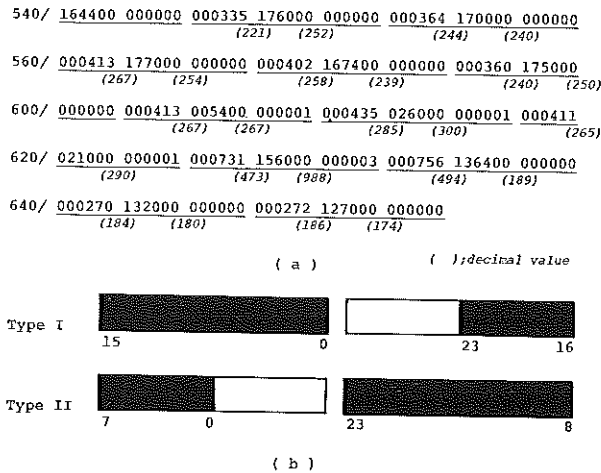 540/ 164400 000000 000335 176000 000000 000364 170000 000000
(221) (252) (244) (240)
560/ 000413 177000 000000 000402 167400 000000 000360 175000
(267) (254) (258) (239) (240) (250)
600/ 000000 000413 005400 000001 000435 026000 000001 000411
(267) (267) (285) (300) (265)
620/ 021000 000001 000731 156000 000003 000756 136400 000000
(290) (473) (988) (494) (189)
640/ 000270 132000 000000 000272 127000 000000
(184) (180) (186) (174)
( a ) ( );decimal value
Type I
15 0 23 16
Type II
7 0 23 8
( b )